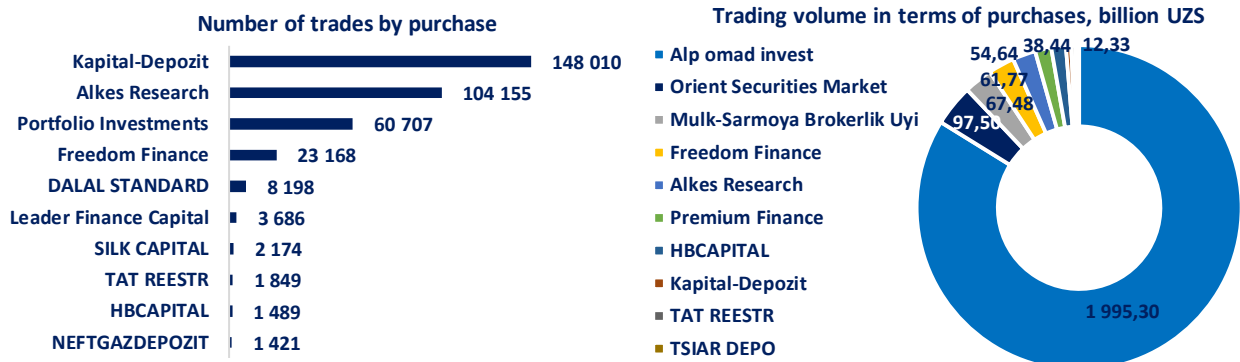 Number of trades by purchase
Kapital-Depozit 148 010
Alkes Research 104 155
Portfolio Investments 60 707
Freedom Finance 23 168
DALAL STANDARD 8 198
Leader Finance Capital 3 686
SILK CAPITAL 2 174
TAT REESTR 1 849
HBCAPITAL 1 489
NEFTGAZDEPOZIT 1 421
Trading volume in terms of purchases, billion UZS
Alp omad invest
Orient Securities Market
Mulk-Sarmoya Brokerlik Uyi
Freedom Finance
Alkes Research
Premium Finance
HBCAPITAL
Kapital-Depozit
TAT REESTR
TSIAR DEPO
54,64
38,44
12,33
61,77
67,48
97,50
1 995,30